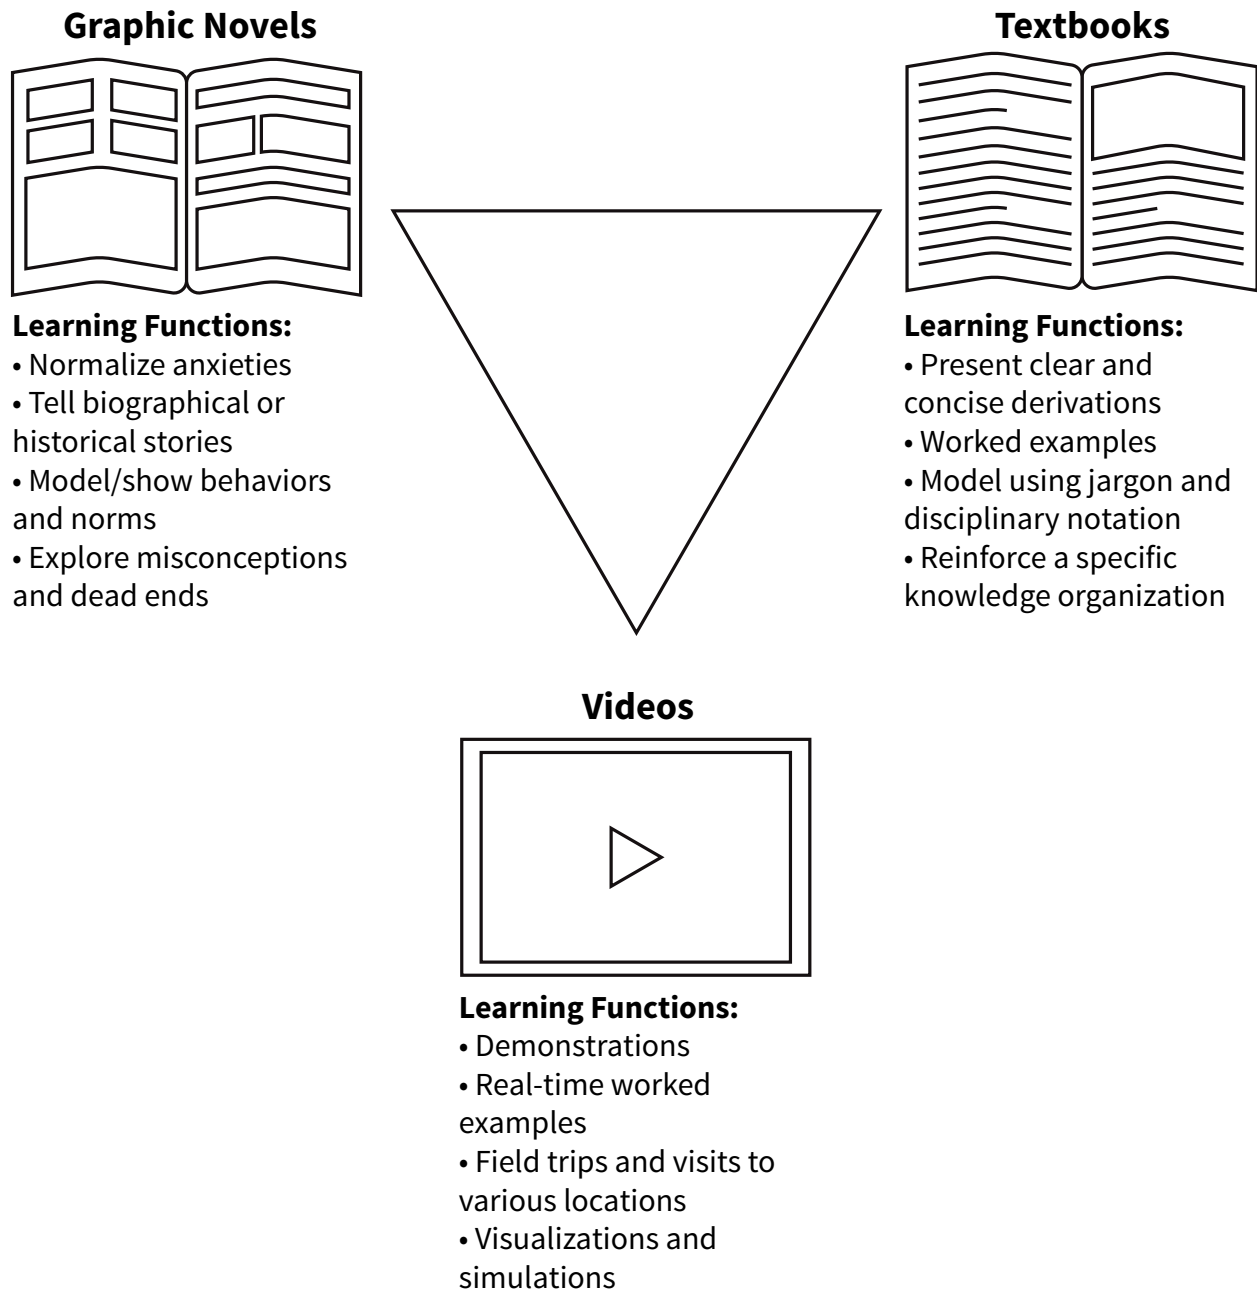 Graphic Novels
Learning Functions:
• Normalize anxieties
• Tell biographical or
historical stories
• Model/show behaviors
and norms
• Explore misconceptions
and dead ends
Textbooks
Learning Functions:
• Present clear and
concise derivations
• Worked examples
• Model using jargon and
disciplinary notation
• Reinforce a specific
knowledge organization
Videos
Learning Functions:
• Demonstrations
• Real-time worked
examples
• Field trips and visits to
various locations
• Visualizations and
simulations